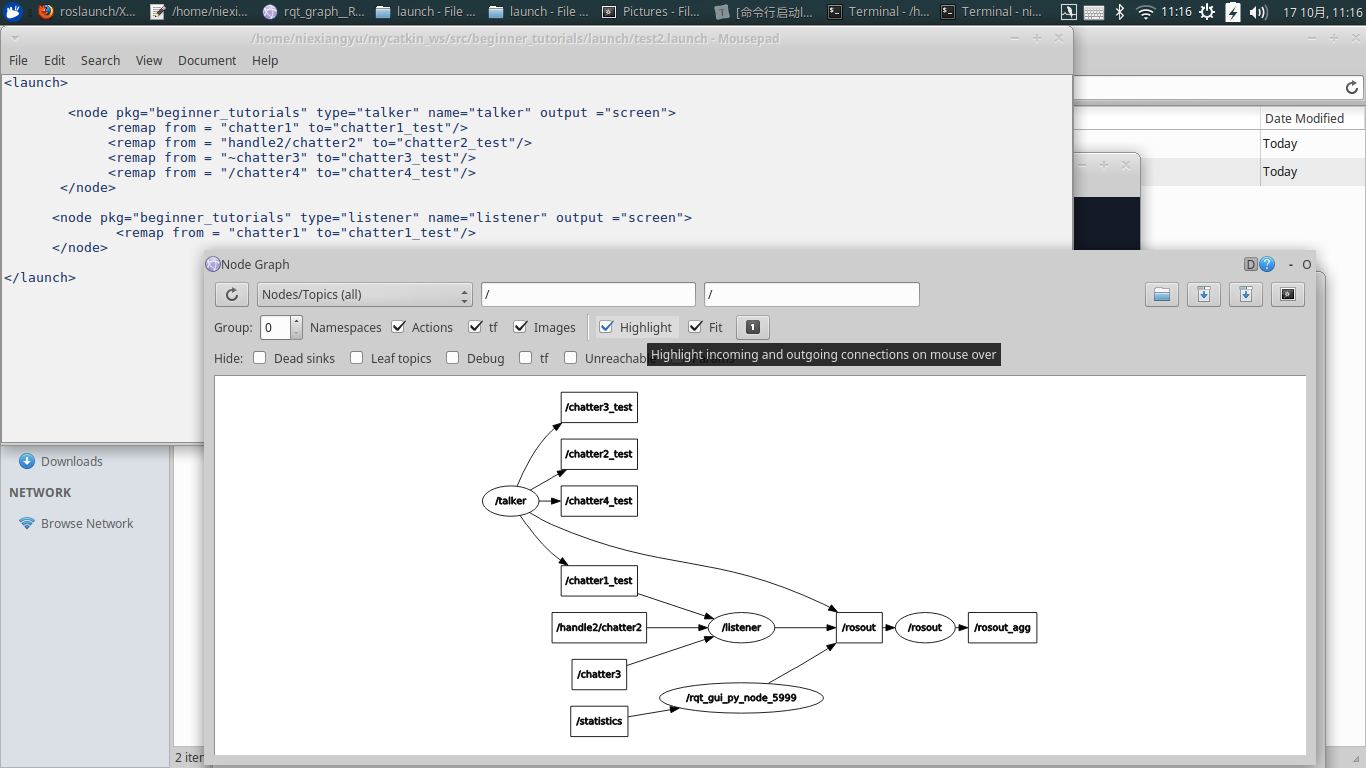 roslaunch/X...
/home/niexi...
rqt_graph__R...
launch - File ...
launch - File ...
Pictures - Fil...
[命令行启动l...
Terminal - /h...
Terminal - ni...
11:16
17 10月, 11:16
/home/niexiangyu/mycatkin_ws/src/beginner_tutorials/launch/test2.launch - Mousepad
File Edit Search View Document Help
<launch>
<node pkg="beginner_tutorials" type="talker" name="talker" output ="screen">
<remap from = "chatter1" to="chatter1_test"/>
<remap from = "handle2/chatter2" to="chatter2_test"/>
<remap from = "~chatter3" to="chatter3_test"/>
<remap from = "/chatter4" to="chatter4_test"/>
</node>
<node pkg="beginner_tutorials" type="listener" name="listener" output ="screen">
<remap from = "chatter1" to="chatter1_test"/>
</node>
</launch>
Date Modified
Today
Today
Node Graph
D ? - O
Nodes/Topics (all) / /
Group: 0 Namespaces Actions tf Images Highlight Fit 1
Hide: Dead sinks Leaf topics Debug tf Unreachable
Highlight incoming and outgoing connections on mouse over
/chatter3_test
/chatter2_test
/talker
/chatter4_test
/chatter1_test
/handle2/chatter2
/listener
/rosout
/rosout
/rosout_agg
/chatter3
/rqt_gui_py_node_5999
/statistics
Downloads
NETWORK
Browse Network